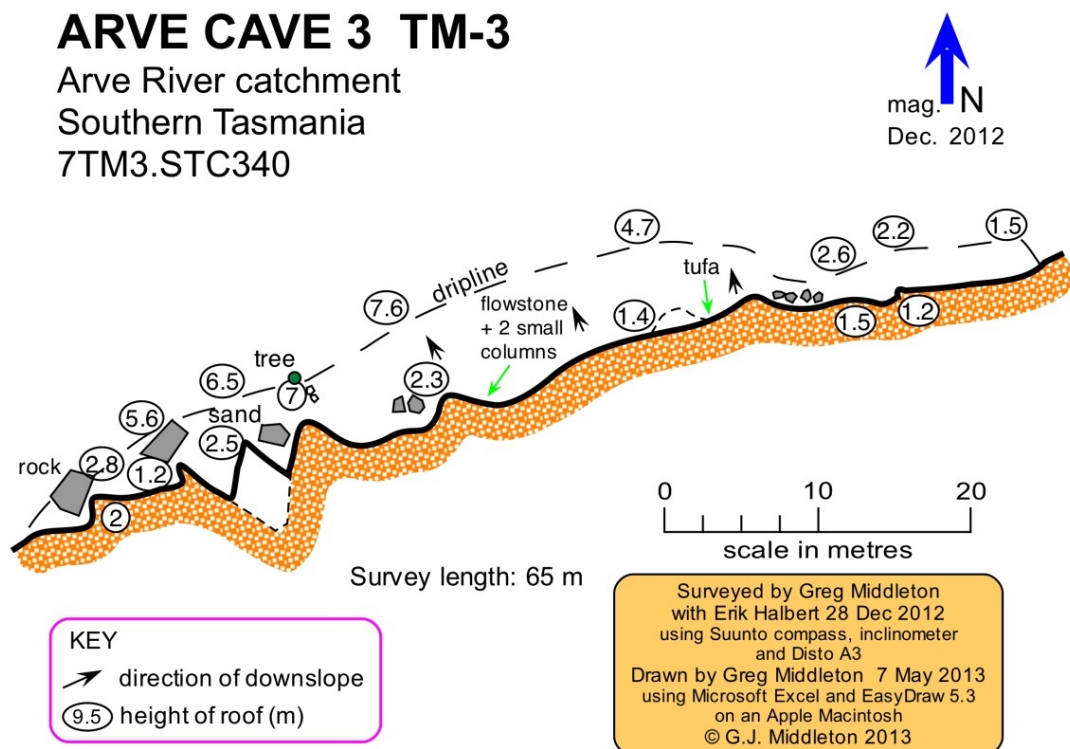 ARVE CAVE 3 TM-3
Arve River catchment
Southern Tasmania
7TM3.STC340
mag. N
Dec. 2012
4.7
1.5
2.2
2.6
tufa
dripline
7.6
flowstone
+ 2 small
columns
1.4
1.5
1.2
tree
6.5
7
2.3
5.6
sand
2.5
rock
2.8
1.2
2
0 10 20
scale in metres
Survey length: 65 m
KEY
direction of downslope
9.5 height of roof (m)
Surveyed by Greg Middleton
with Erik Halbert 28 Dec 2012
using Suunto compass, inclinometer
and Disto A3
Drawn by Greg Middleton 7 May 2013
using Microsoft Excel and EasyDraw 5.3
on an Apple Macintosh
© G.J. Middleton 2013